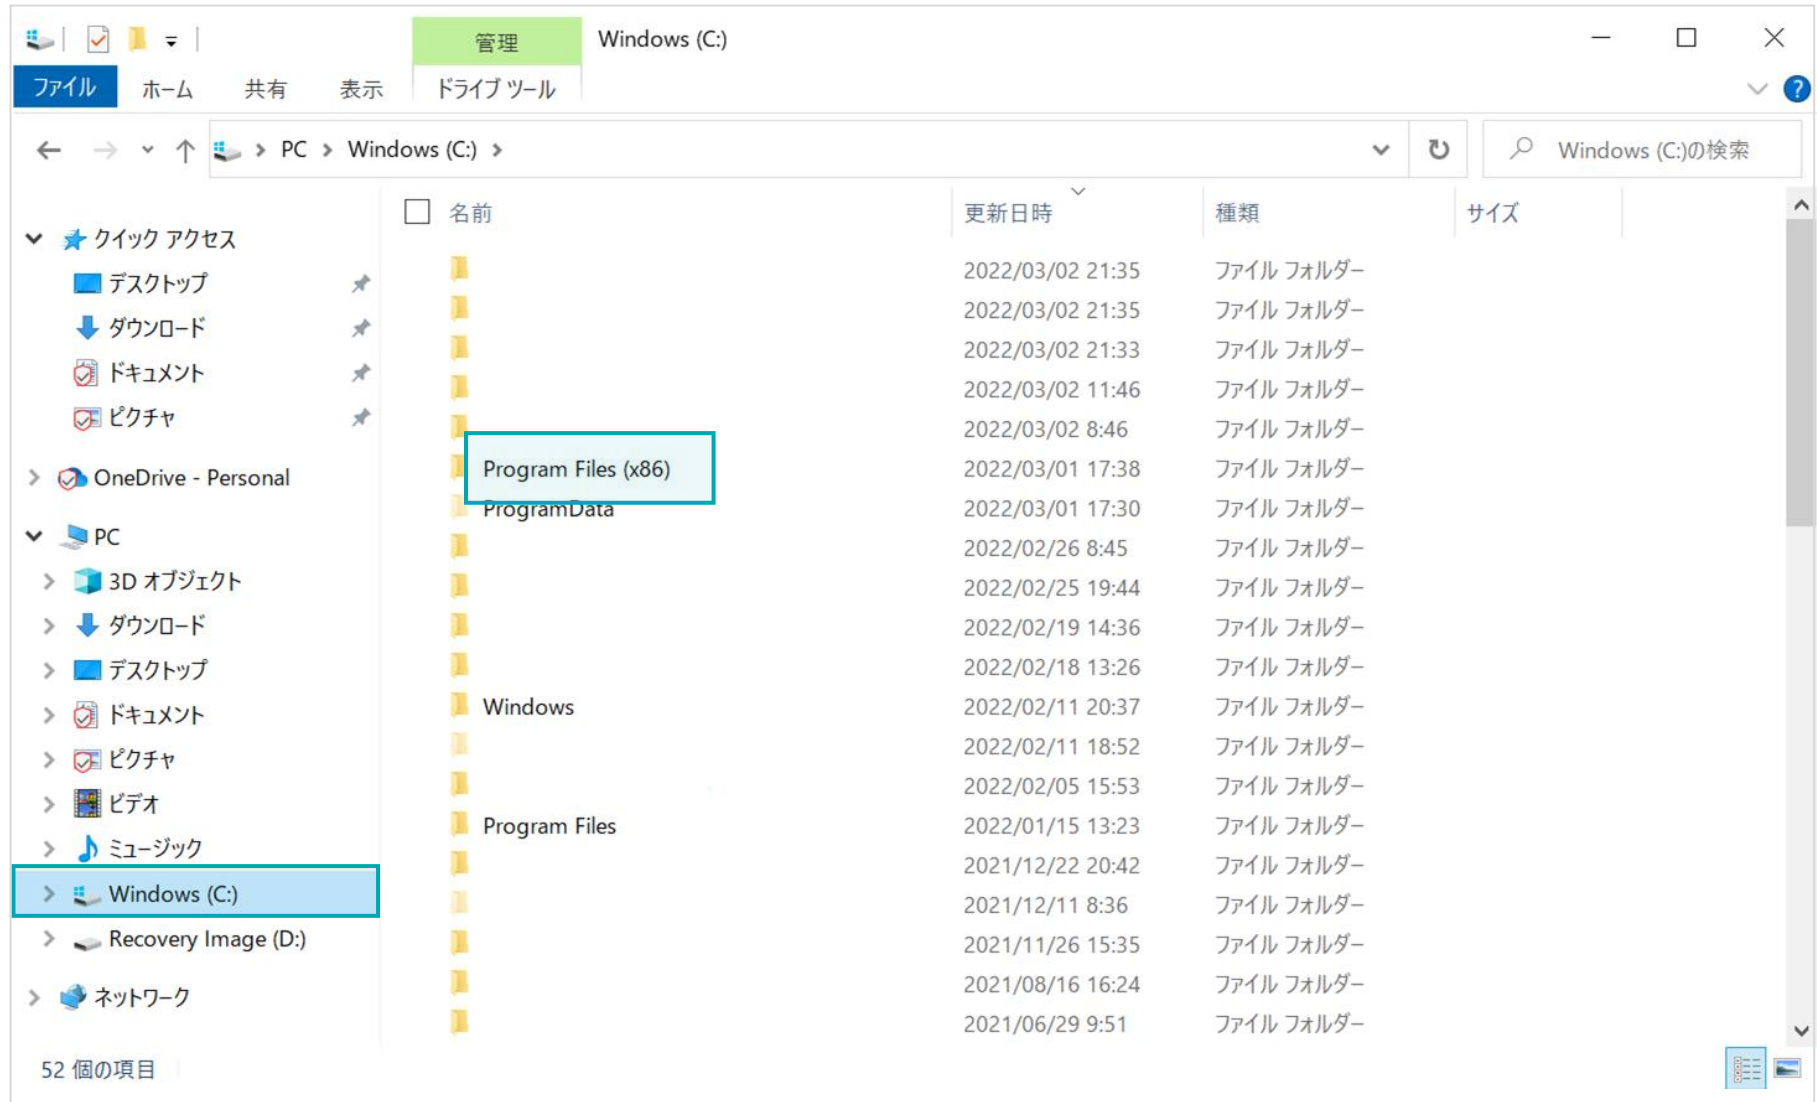 管理 Windows (C:)
ファイル ホーム 共有 表示 ドライブ ツール
PC Windows (C:) Windows (C:)の検索
名前 更新日時 種類 サイズ
クイック アクセス
デスクトップ
ダウンロード
ドキュメント
ピクチャ
OneDrive - Personal
PC
3D オブジェクト
ダウンロード
デスクトップ
ドキュメント
ピクチャ
ビデオ
ミュージック
Windows (C:)
Recovery Image (D:)
ネットワーク
2022/03/02 21:35 ファイル フォルダー
2022/03/02 21:35 ファイル フォルダー
2022/03/02 21:33 ファイル フォルダー
2022/03/02 11:46 ファイル フォルダー
2022/03/02 8:46 ファイル フォルダー
Program Files (x86) 2022/03/01 17:38 ファイル フォルダー
ProgramData 2022/03/01 17:30 ファイル フォルダー
2022/02/26 8:45 ファイル フォルダー
2022/02/25 19:44 ファイル フォルダー
2022/02/19 14:36 ファイル フォルダー
2022/02/18 13:26 ファイル フォルダー
Windows 2022/02/11 20:37 ファイル フォルダー
2022/02/11 18:52 ファイル フォルダー
2022/02/05 15:53 ファイル フォルダー
Program Files 2022/01/15 13:23 ファイル フォルダー
2021/12/22 20:42 ファイル フォルダー
2021/12/11 8:36 ファイル フォルダー
2021/11/26 15:35 ファイル フォルダー
2021/08/16 16:24 ファイル フォルダー
2021/06/29 9:51 ファイル フォルダー
52 個の項目